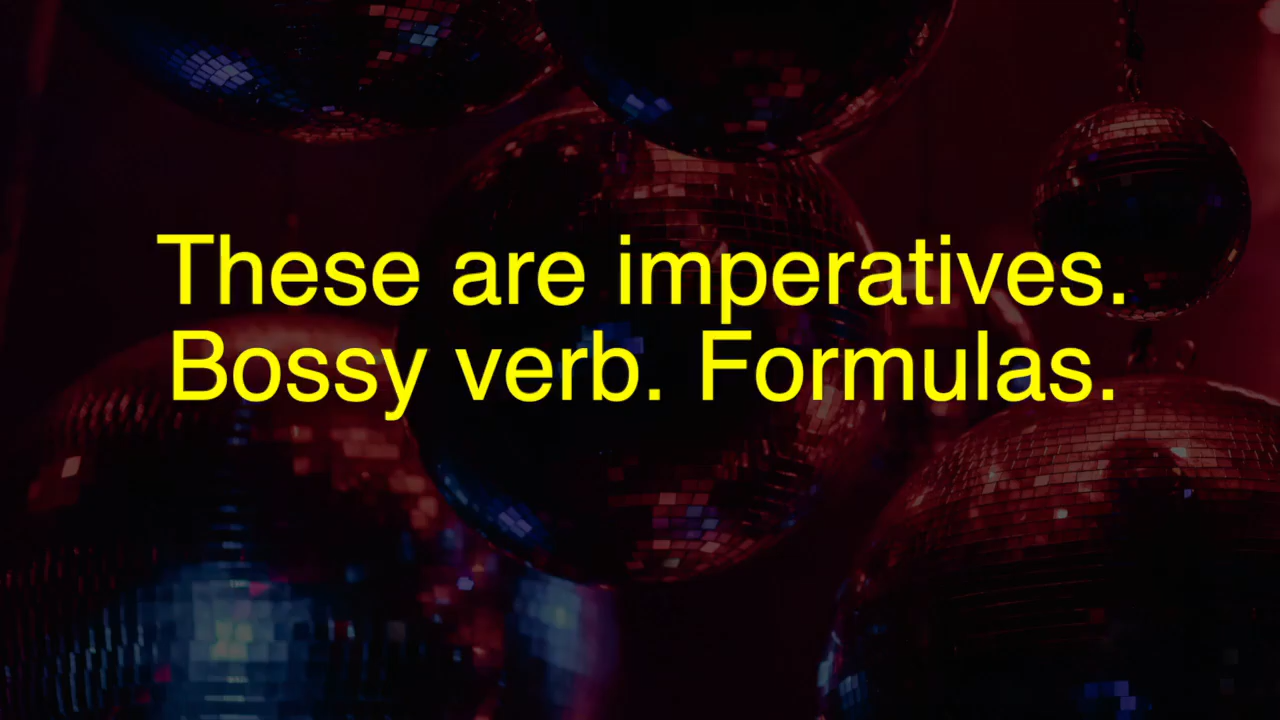 These are imperatives.
Bossy verb. Formulas.